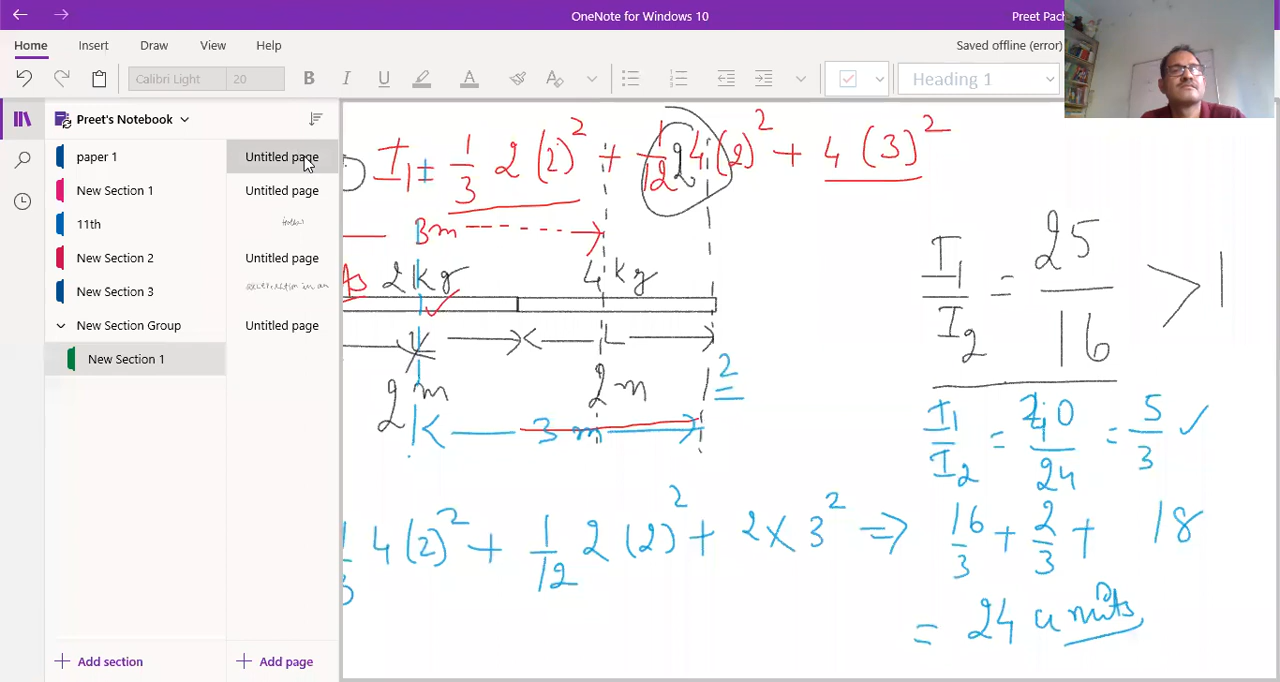 OneNote for Windows 10
Preet Pach
Home Insert Draw View Help
Saved offline (error)
Calibri Light 20 B I U A Heading 1
Preet's Notebook
paper 1
New Section 1
11th
New Section 2
New Section 3
New Section Group
New Section 1
Add section
Untitled page
Untitled page
Untitled page
Untitled page
Add page
I₁ = 1/3 2 (2)² + 1/12 4 (2)² + 4 (3)²
3m
2kg 4kg
L
2m 2m
2
3m
I₁/I₂ = 25/16 > 1
I₁/I₂ = 40/24 = 5/3 ✓
1/3 4(2)² + 1/12 2(2)² + 2 × 3² ⇒ 16/3 + 2/3 + 18
= 24 units